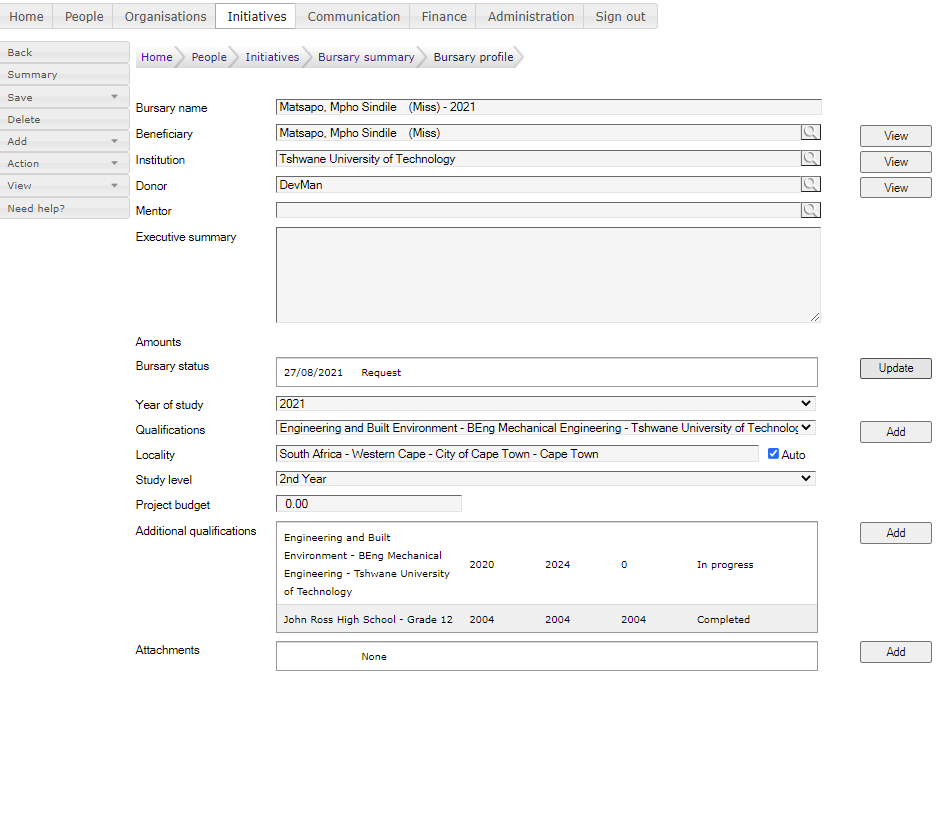 Home People Organisations Initiatives Communication Finance Administration Sign out
Back
Summary
Save
Delete
Add
Action
View
Need help?
Home People Initiatives Bursary summary Bursary profile
Bursary name Matsapo, Mpho Sindile (Miss) - 2021
Beneficiary Matsapo, Mpho Sindile (Miss) View
Institution Tshwane University of Technology View
Donor DevMan View
Mentor
Executive summary
Amounts
Bursary status 27/08/2021 Request Update
Year of study 2021
Qualifications Engineering and Built Environment - BEng Mechanical Engineering - Tshwane University of Technolog Add
Locality South Africa - Western Cape - City of Cape Town - Cape Town Auto
Study level 2nd Year
Project budget 0.00
Additional qualifications Add
Engineering and Built
Environment - BEng Mechanical
Engineering - Tshwane University
of Technology 2020 2024 0 In progress
John Ross High School - Grade 12 2004 2004 2004 Completed
Attachments None Add